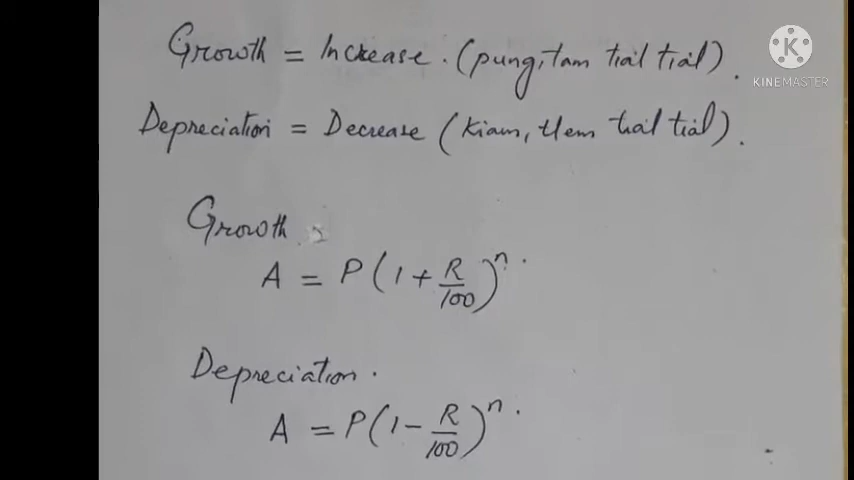 Growth = Increase. (pung, tam tial tial).
KINEMASTER
Depreciation = Decrease (kiam, tlem tial tial).
Growth :
A = P(1 + R/100)^n.
Depreciation.
A = P(1 - R/100)^n.